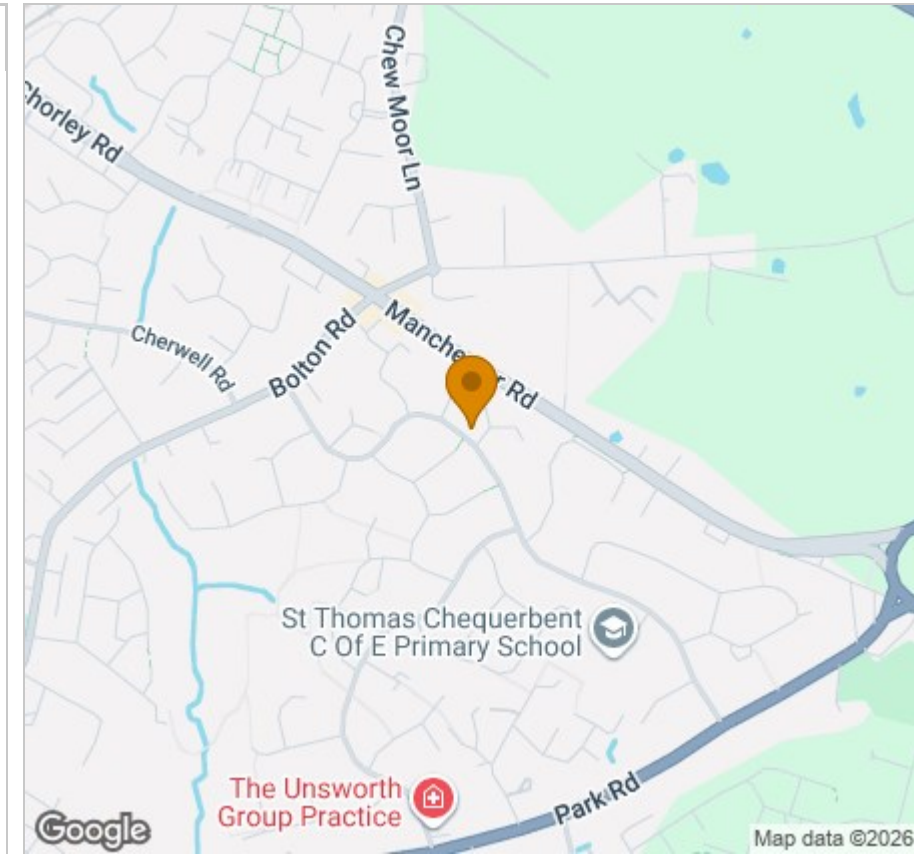 Chorley Rd
Chew Moor Ln
Cherwell Rd
Bolton Rd
Manchester Rd
St Thomas Chequerbent
C Of E Primary School
The Unsworth
Group Practice
Park Rd
Google
Map data ©2026